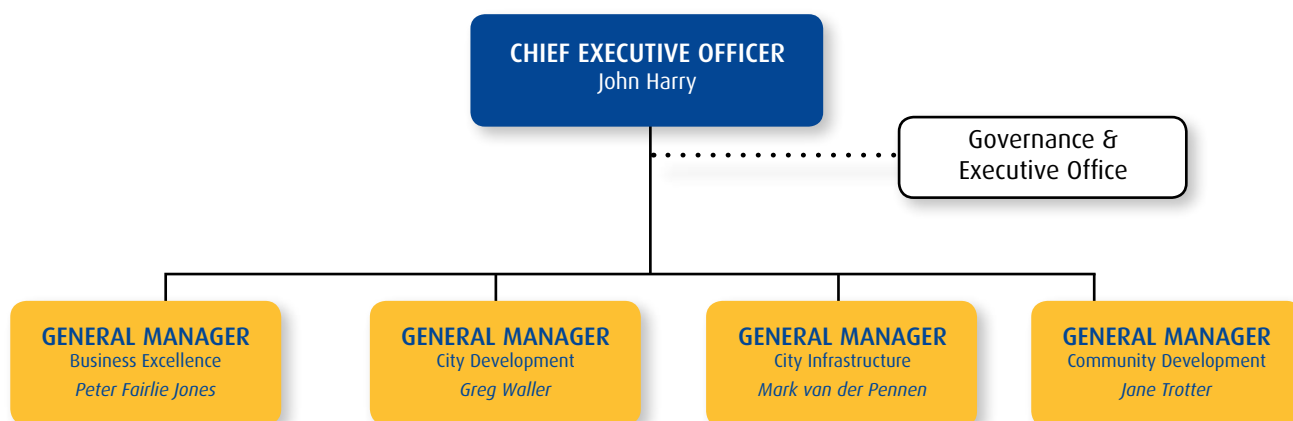 CHIEF EXECUTIVE OFFICER
John Harry
Governance &
Executive Office
GENERAL MANAGER
Business Excellence
Peter Fairlie Jones
GENERAL MANAGER
City Development
Greg Waller
GENERAL MANAGER
City Infrastructure
Mark van der Pennen
GENERAL MANAGER
Community Development
Jane Trotter